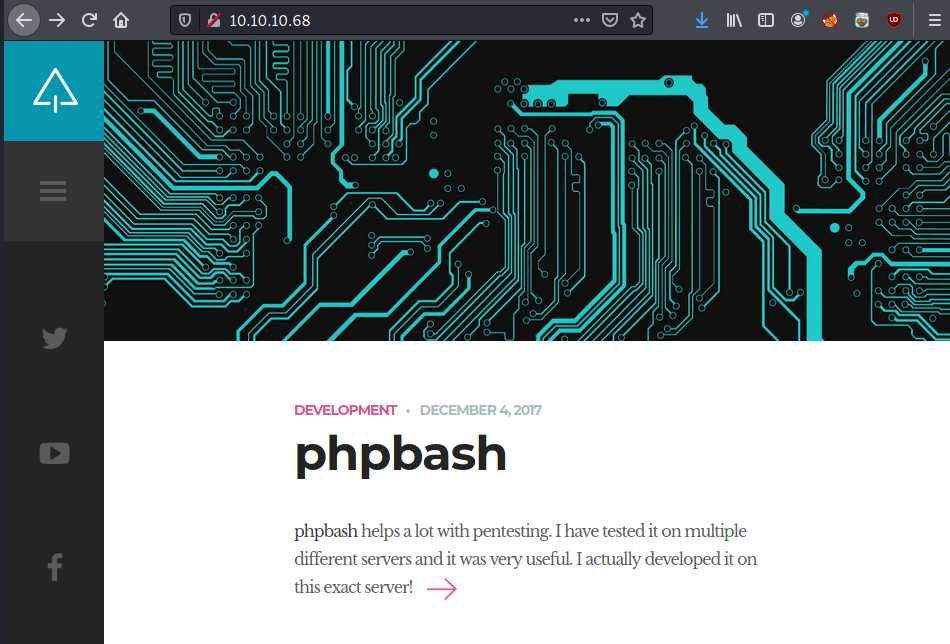 10.10.10.68
DEVELOPMENT • DECEMBER 4, 2017
phpbash
phpbash helps a lot with pentesting. I have tested it on multiple
different servers and it was very useful. I actually developed it on
this exact server!